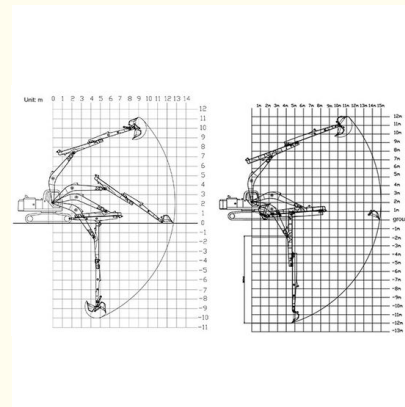 Unit: m 0 1 2 3 4 5 6 7 8 9 10 11 12 13 14
12
11
10
9
8
7
6
5
4
3
2
1
0
-1
-2
-3
-4
-5
-6
-7
-8
-9
-10
-11
1m 2m 3m 4m 5m 6m 7m 8m 9m 10m 11m 12m 13m 14m 15m
12m
11m
10m
9m
8m
7m
6m
5m
4m
3m
2m
1m
grou
-1m
-2m
-3m
-4m
-5m
-6m
-7m
-8m
-9m
-10m
-11m
-12m
-13m